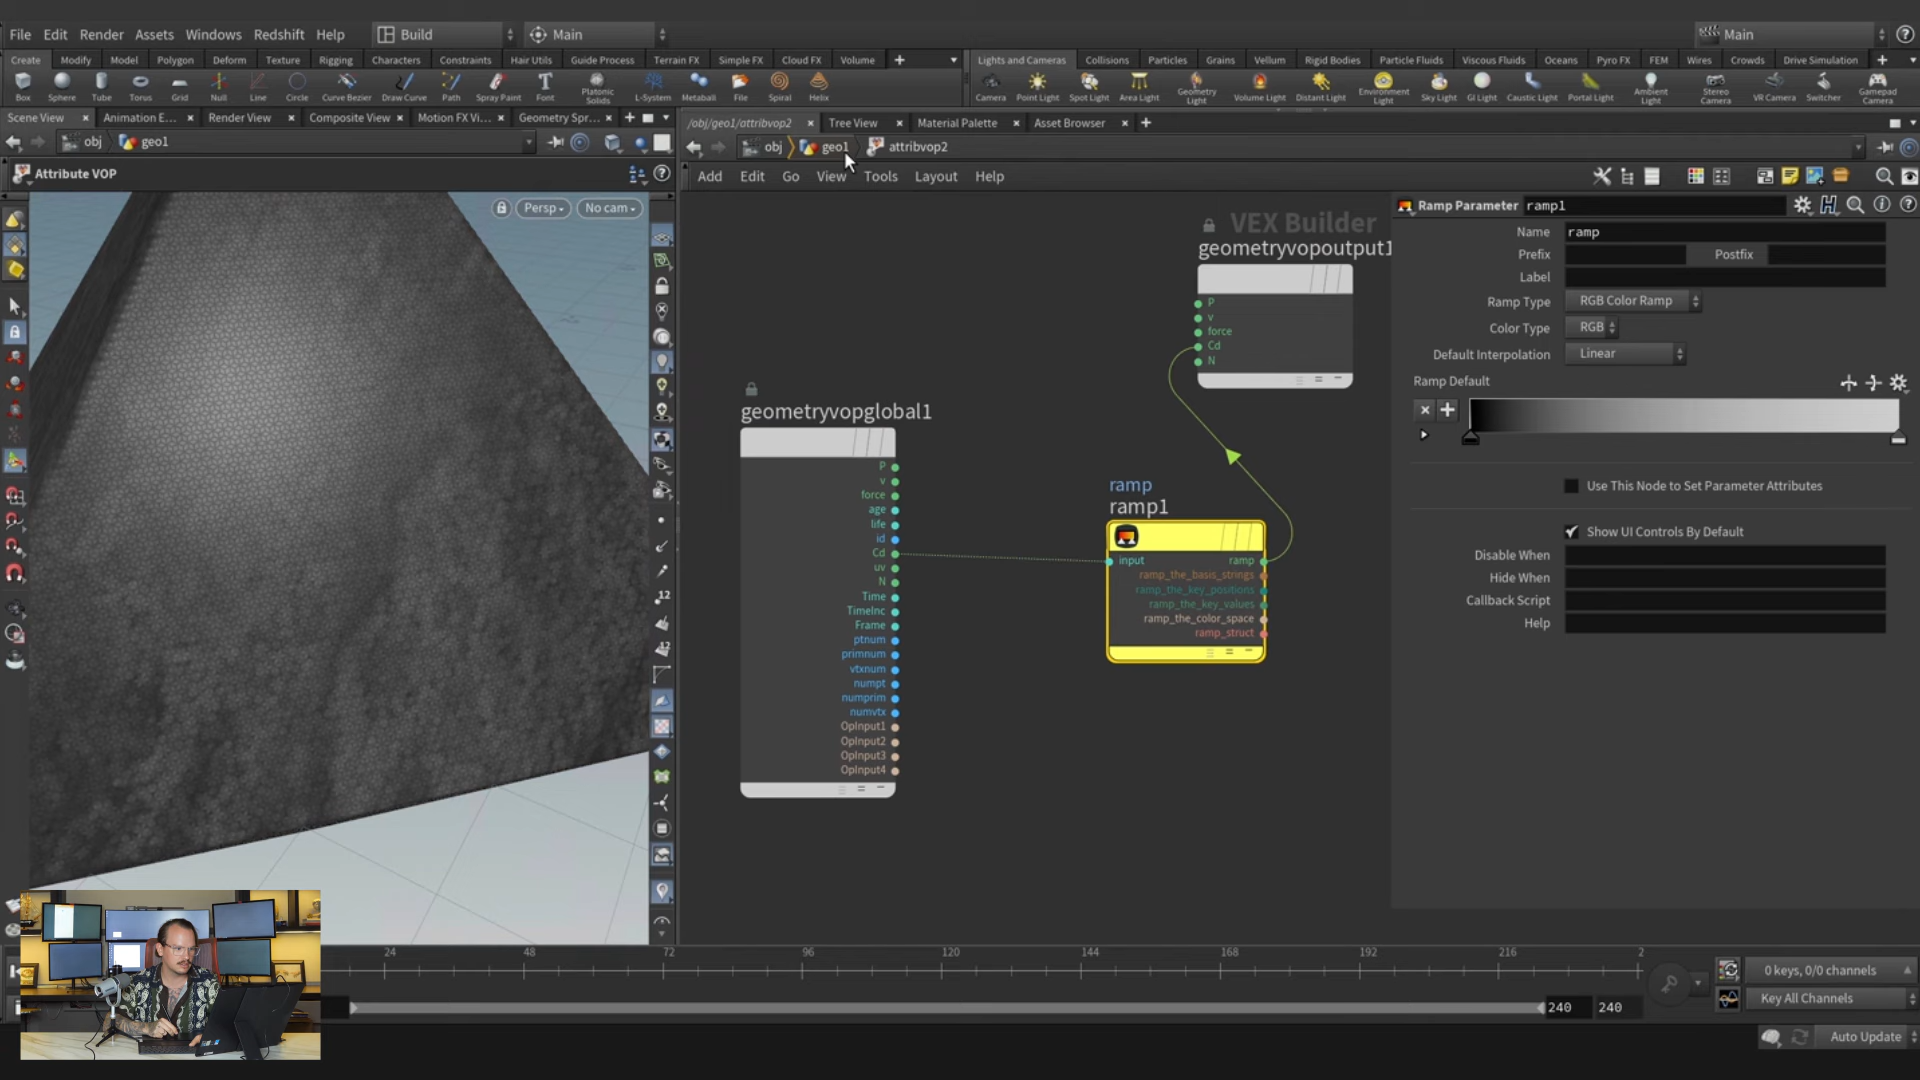 File Edit Render Assets Windows Redshift Help Build Main Main
Create Modify Model Polygon Deform Texture Rigging Characters Constraints Hair Utils Guide Process Terrain FX Simple FX Cloud FX Volume
Lights and Cameras Collisions Particles Grains Vellum Rigid Bodies Particle Fluids Viscous Fluids Oceans Pyro FX FEM Wires Crowds Drive Simulation
Box Sphere Tube Torus Grid Null Line Circle Curve Bezier Draw Curve Path Spray Paint Font Platonic Solids L-System Metaball File Spiral Helix
Camera Point Light Spot Light Area Light Geometry Light Volume Light Distant Light Environment Light Sky Light GI Light Caustic Light Portal Light Ambient Light Stereo Camera VR Camera Switcher Gamepad Camera
Scene View Animation E... Render View Composite View Motion FX Vi... Geometry Spr...
/obj/geo1/attribvop2 Tree View Material Palette Asset Browser
obj geo1
obj geo1 attribvop2
Attribute VOP
Add Edit Go View Tools Layout Help
Persp No cam
VEX Builder
geometryvopoutput1
P
v
force
Cd
N
geometryvopglobal1
P
v
force
age
life
id
Cd
uv
N
Time
TimeInc
Frame
ptnum
primnum
vtxnum
numpt
numprim
numvtx
OpInput1
OpInput2
OpInput3
OpInput4
ramp
ramp1
input ramp
ramp_the_basis_strings
ramp_the_key_positions
ramp_the_key_values
ramp_the_color_space
ramp_struct
Ramp Parameter ramp1
Name ramp
Prefix Postfix
Label
Ramp Type RGB Color Ramp
Color Type RGB
Default Interpolation Linear
Ramp Default
Use This Node to Set Parameter Attributes
Show UI Controls By Default
Disable When
Hide When
Callback Script
Help
12
12
24 48 72 96 120 144 168 192 216 2
240 240
0 keys, 0/0 channels
Key All Channels
Auto Update